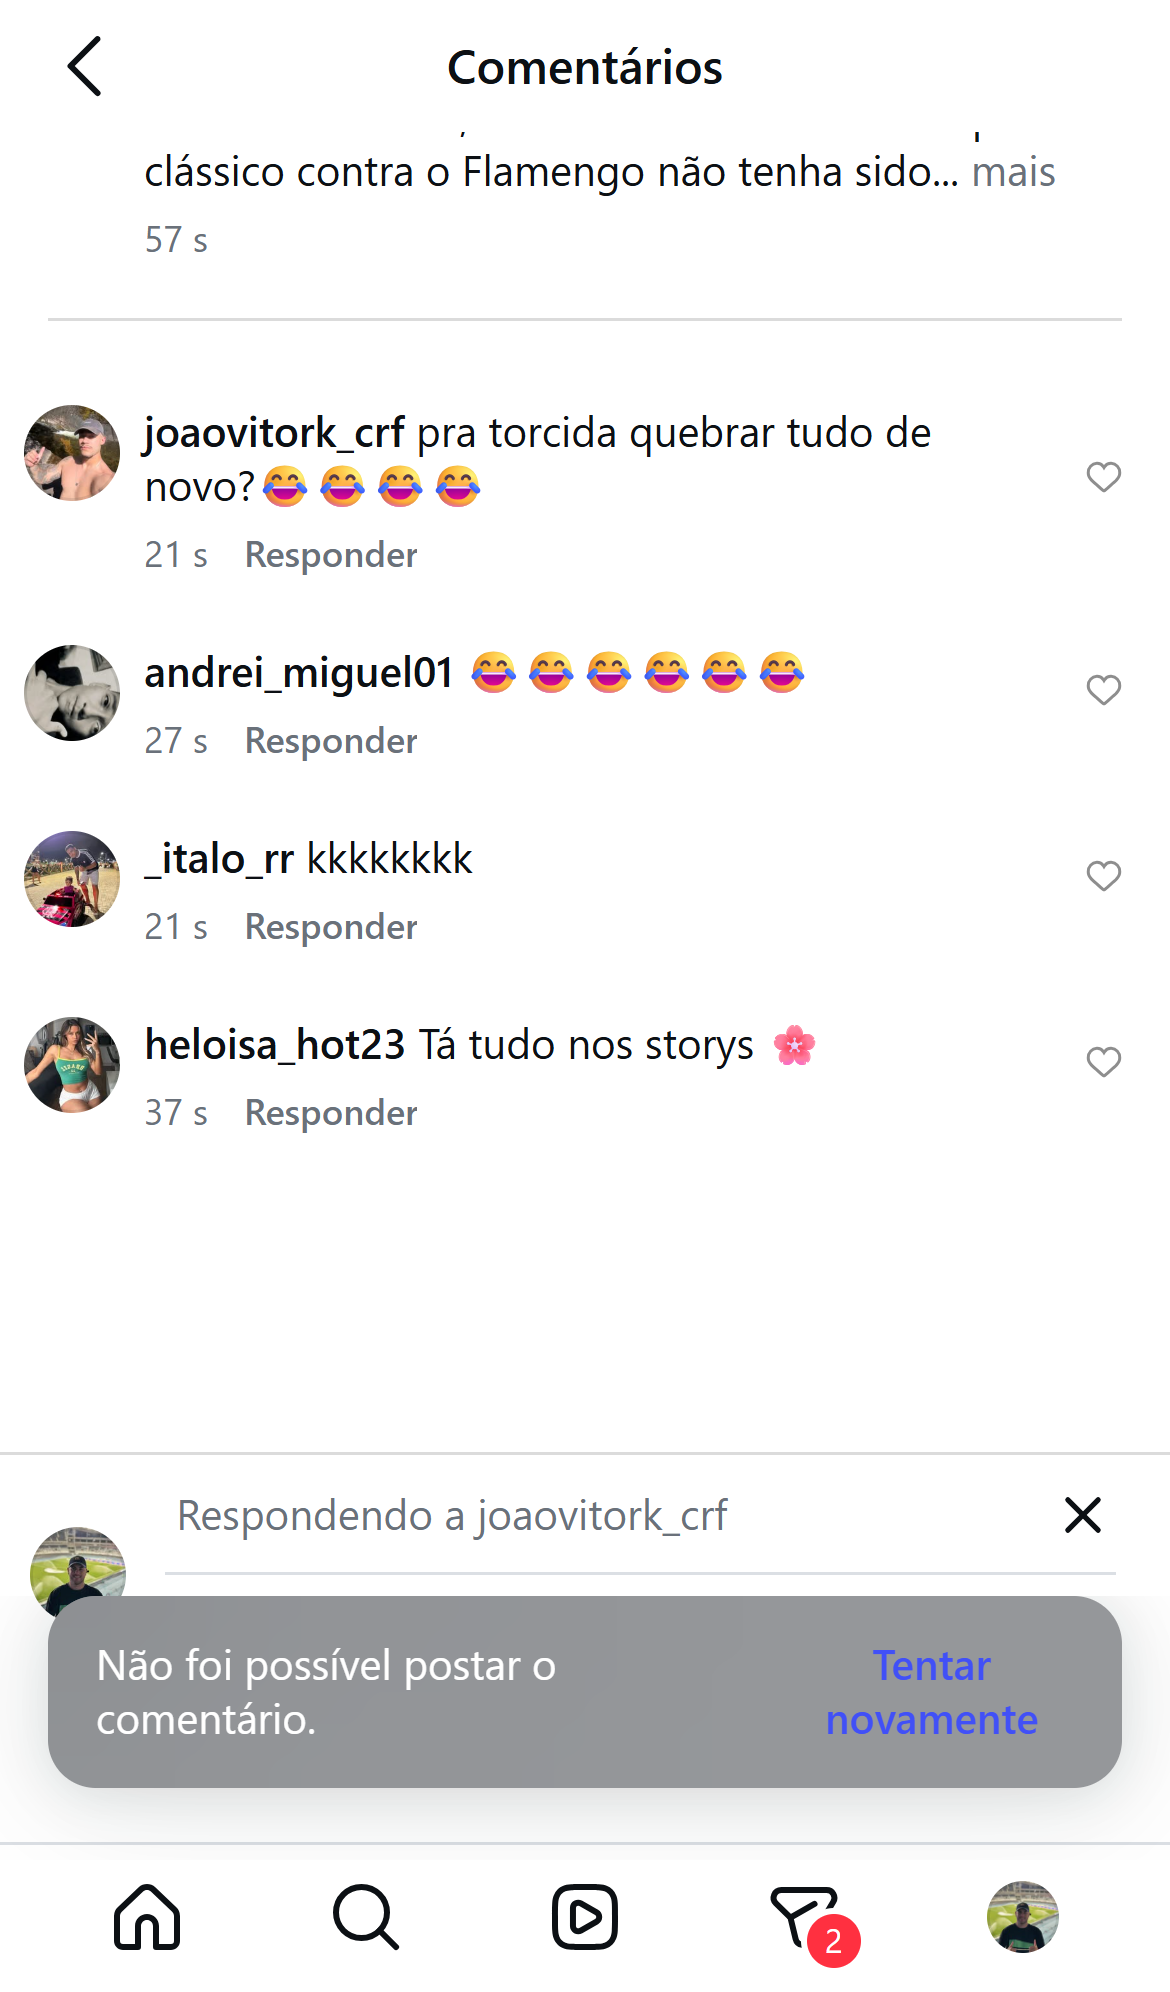 Comentários
clássico contra o Flamengo não tenha sido... mais
57 s
joaovitork_crf pra torcida quebrar tudo de
novo?😂😂😂😂
21 s Responder
andrei_miguel01 😂😂😂😂😂😂
27 s Responder
_italo_rr kkkkkkkk
21 s Responder
heloisa_hot23 Tá tudo nos storys 🌸
37 s Responder
Respondendo a joaovitork_crf
Não foi possível postar o
comentário.
Tentar
novamente
2